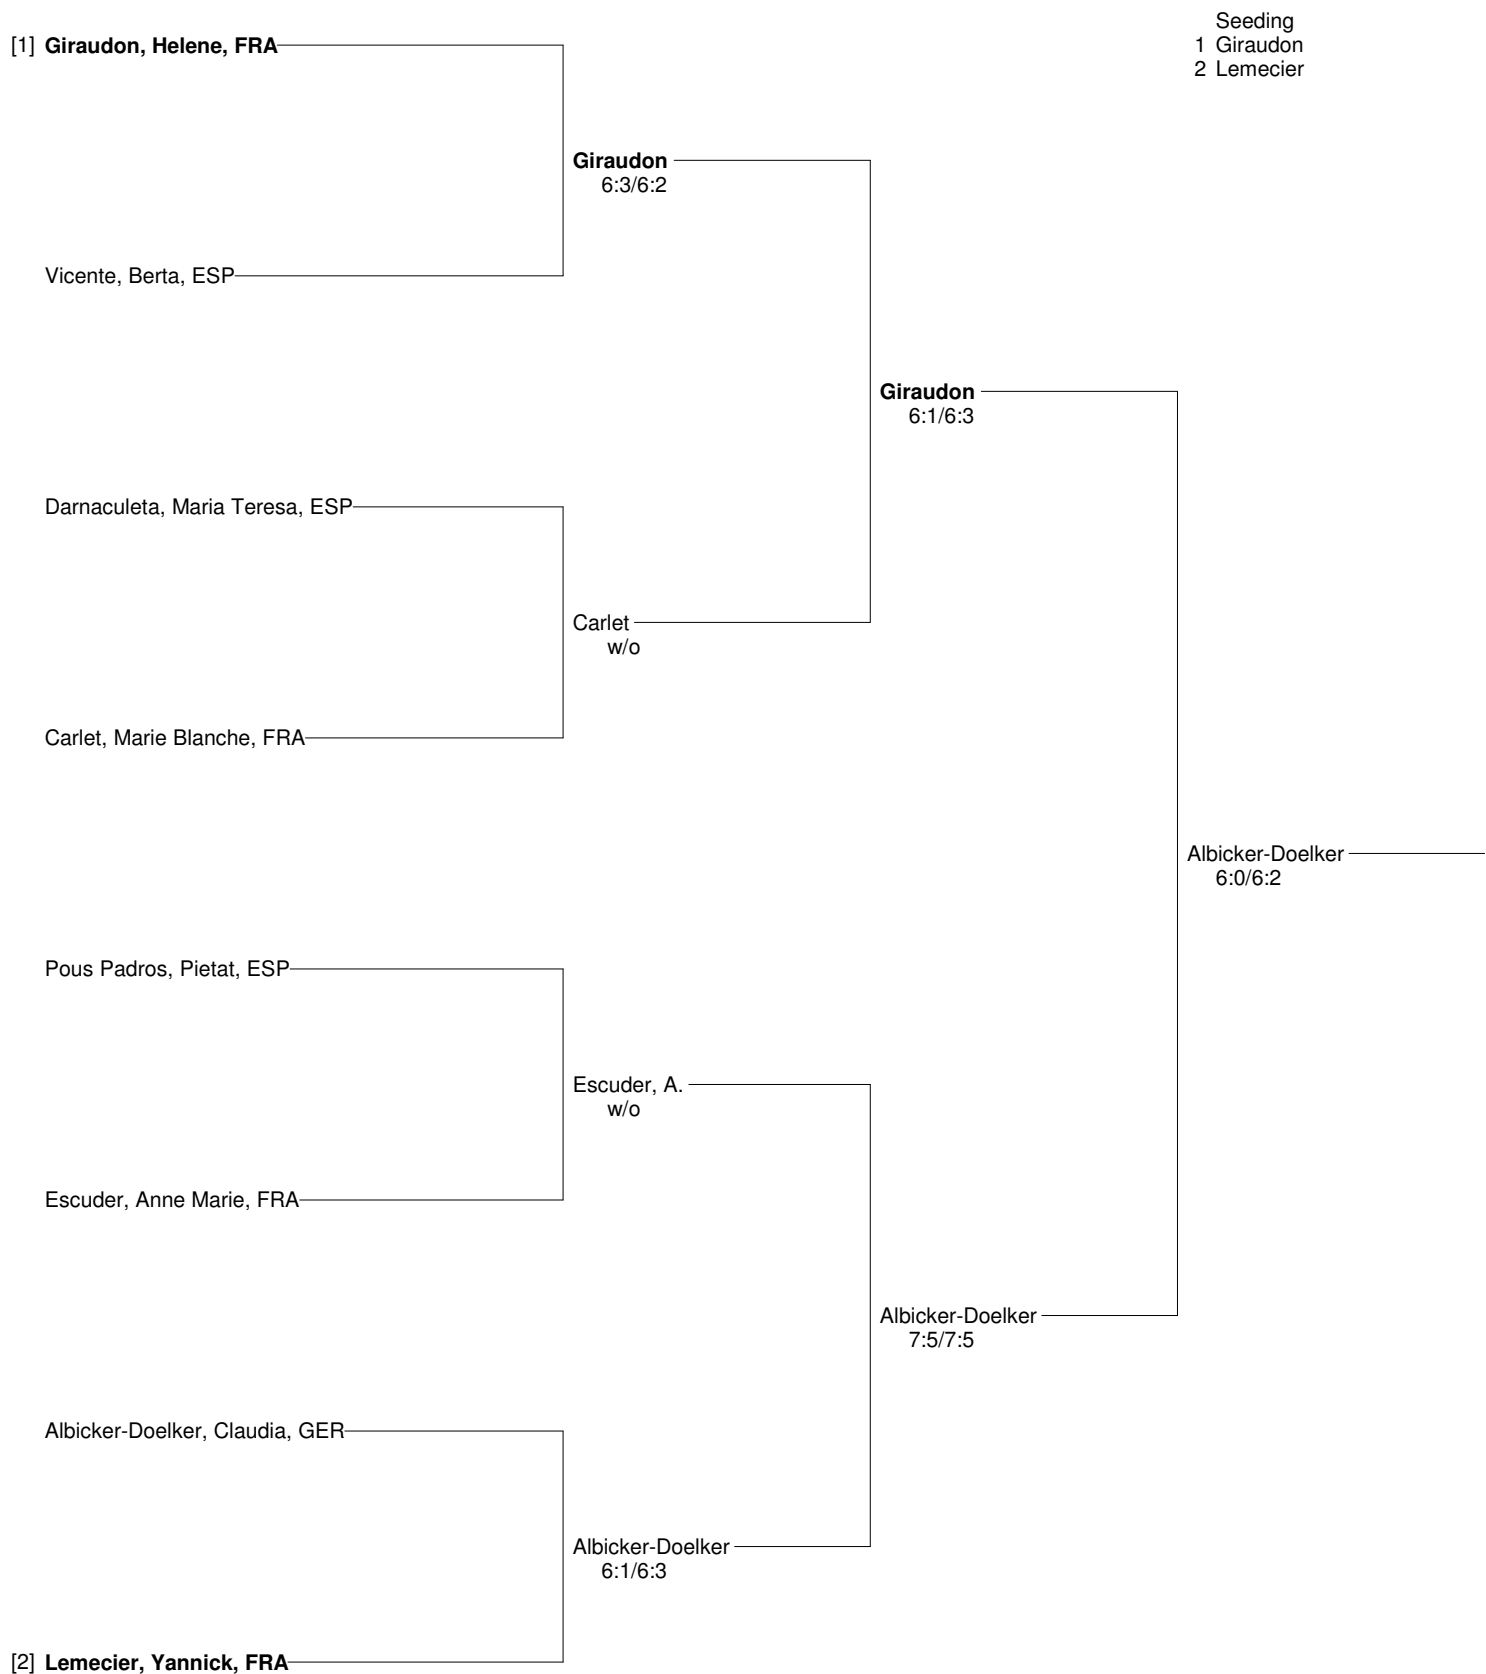 Seeding
1 Giraudon
2 Lemecier
[1] Giraudon, Helene, FRA
Giraudon
6:3/6:2
Vicente, Berta, ESP
Giraudon
6:1/6:3
Darnaculeta, Maria Teresa, ESP
Carlet
w/o
Carlet, Marie Blanche, FRA
Albicker-Doelker
6:0/6:2
Pous Padros, Pietat, ESP
Escuder, A.
w/o
Escuder, Anne Marie, FRA
Albicker-Doelker
7:5/7:5
Albicker-Doelker, Claudia, GER
Albicker-Doelker
6:1/6:3
[2] Lemecier, Yannick, FRA